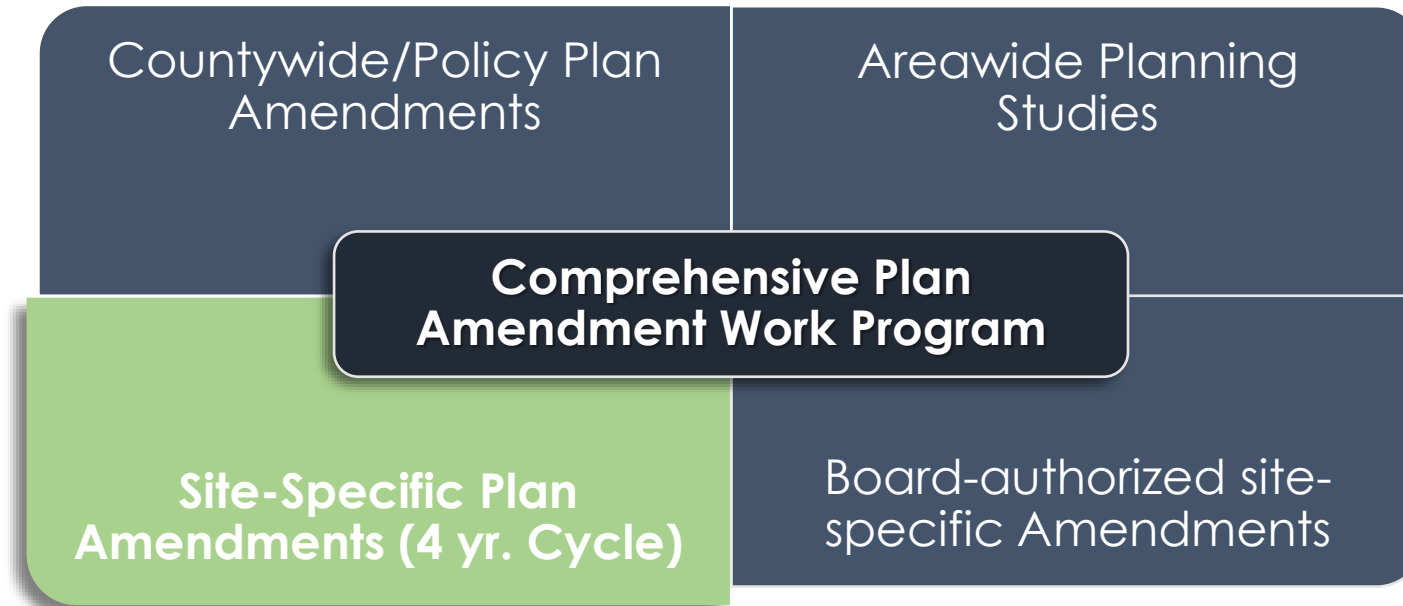 Countywide/Policy Plan
Amendments
Areawide Planning
Studies
Comprehensive Plan
Amendment Work Program
Site-Specific Plan
Amendments (4 yr. Cycle)
Board-authorized site-
specific Amendments